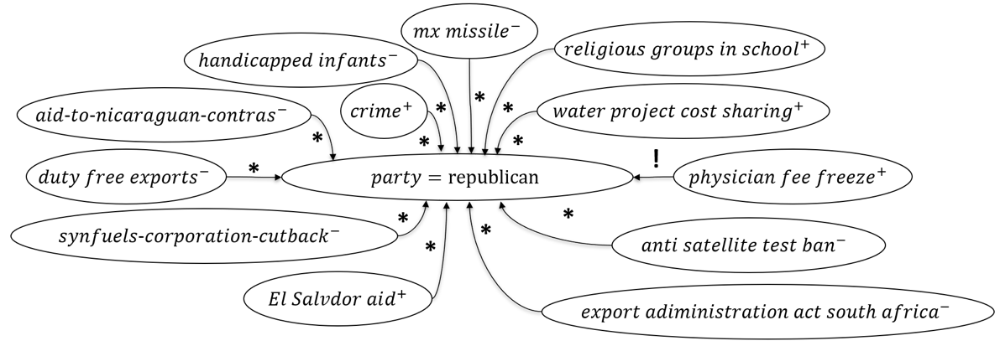 mx missile⁻
religious groups in school⁺
handicapped infants⁻
*
crime⁺
*
*
water project cost sharing⁺
aid-to-nicaraguan-contras⁻
*
*
*
!
duty free exports⁻
*
party = republican
physician fee freeze⁺
*
*
synfuels-corporation-cutback⁻
*
*
anti satellite test ban⁻
El Salvdor aid⁺
export adiministration act south africa⁻